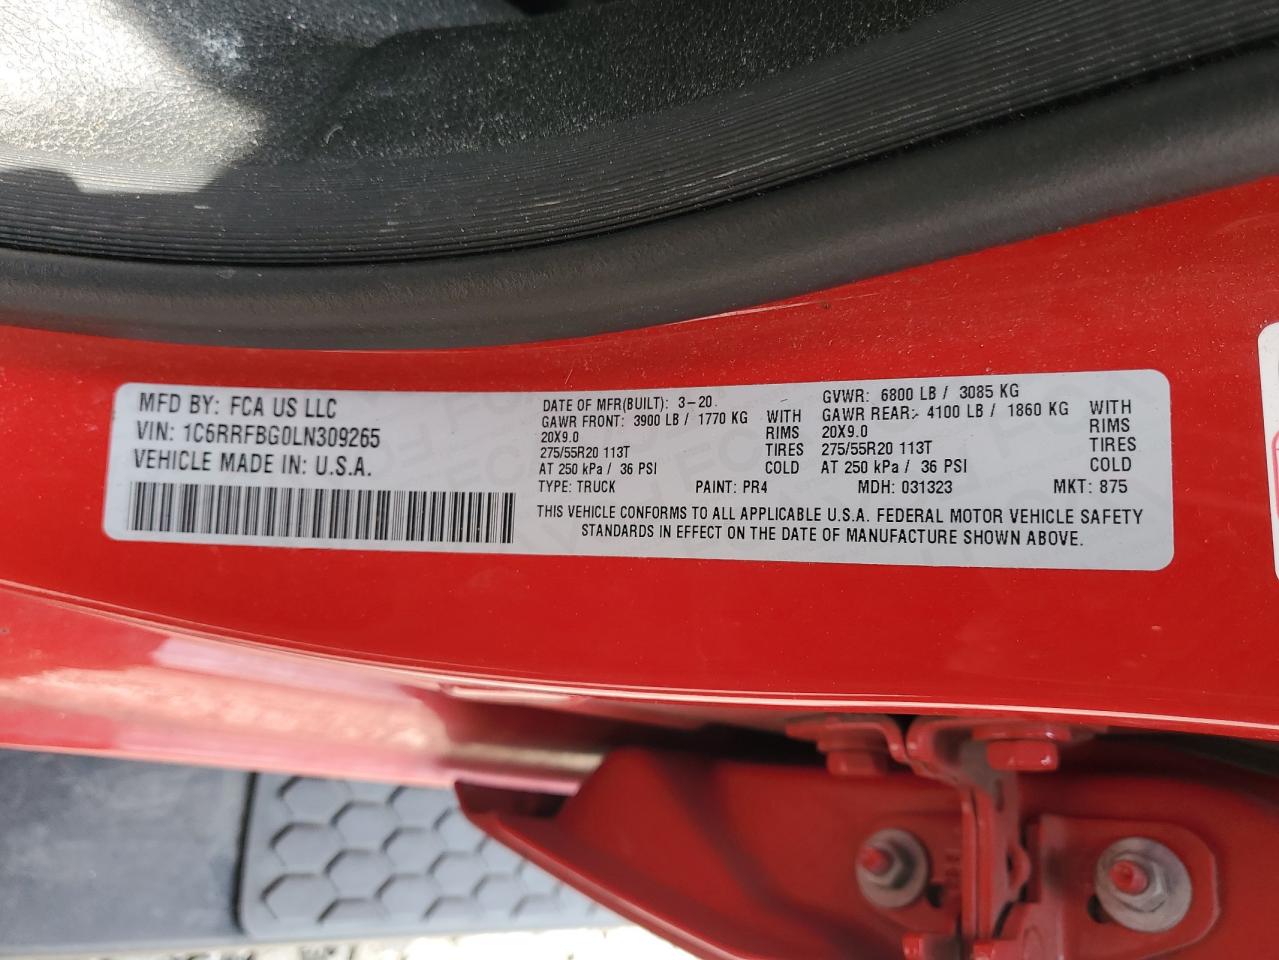 MFD BY: FCA US LLC
VIN: 1C6RRFBG0LN309265
VEHICLE MADE IN: U.S.A.
DATE OF MFR(BUILT): 3-20
GAWR FRONT: 3900 LB / 1770 KG WITH
20X9.0 RIMS
275/55R20 113T TIRES
AT 250 kPa / 36 PSI COLD
GVWR: 6800 LB / 3085 KG
GAWR REAR: 4100 LB / 1860 KG WITH
20X9.0 RIMS
275/55R20 113T TIRES
AT 250 kPa / 36 PSI COLD
TYPE: TRUCK PAINT: PR4 MDH: 031323 MKT: 875
THIS VEHICLE CONFORMS TO ALL APPLICABLE U.S.A. FEDERAL MOTOR VEHICLE SAFETY
STANDARDS IN EFFECT ON THE DATE OF MANUFACTURE SHOWN ABOVE.